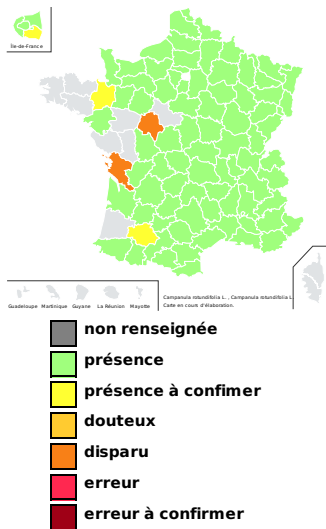 Île-de-France
Guadeloupe Martinique Guyane La Réunion Mayotte
Campanula rotundifolia L. , Campanula rotundifolia L.
Carte en cours d'élaboration.
non renseignée
présence
présence à confimer
douteux
disparu
erreur
erreur à confirmer